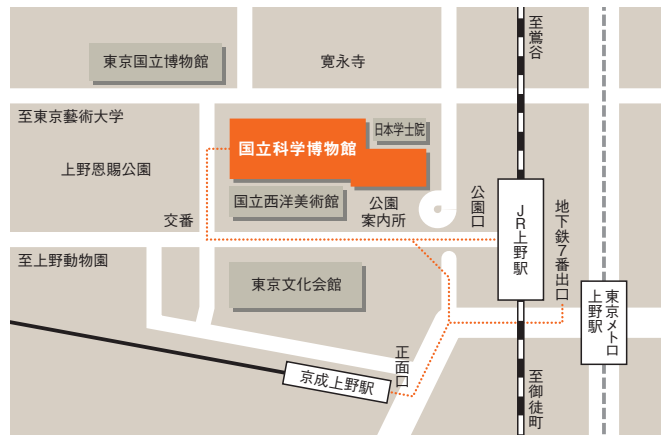 東京国立博物館
寛永寺
至鶯谷
至東京藝術大学
日本学士院
国立科学博物館
上野恩賜公園
国立西洋美術館
公園
案内所
公園口
交番
JR上野駅
地下鉄7番出口
至上野動物園
東京文化会館
東京メトロ
上野駅
正面口
京成上野駅
至御徒町